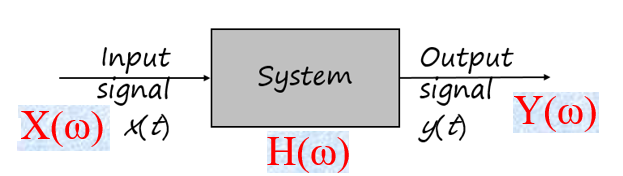 Input
signal
x(t)
X(ω)
System
H(ω)
Output
signal
y(t)
Y(ω)